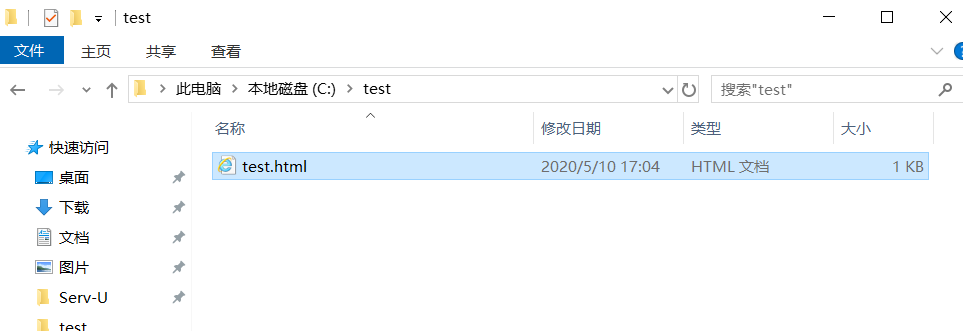 test
文件 主页 共享 查看
此电脑 本地磁盘 (C:) test 搜索"test"
名称 修改日期 类型 大小
快速访问
test.html 2020/5/10 17:04 HTML 文档 1 KB
桌面
下载
文档
图片
Serv-U
test